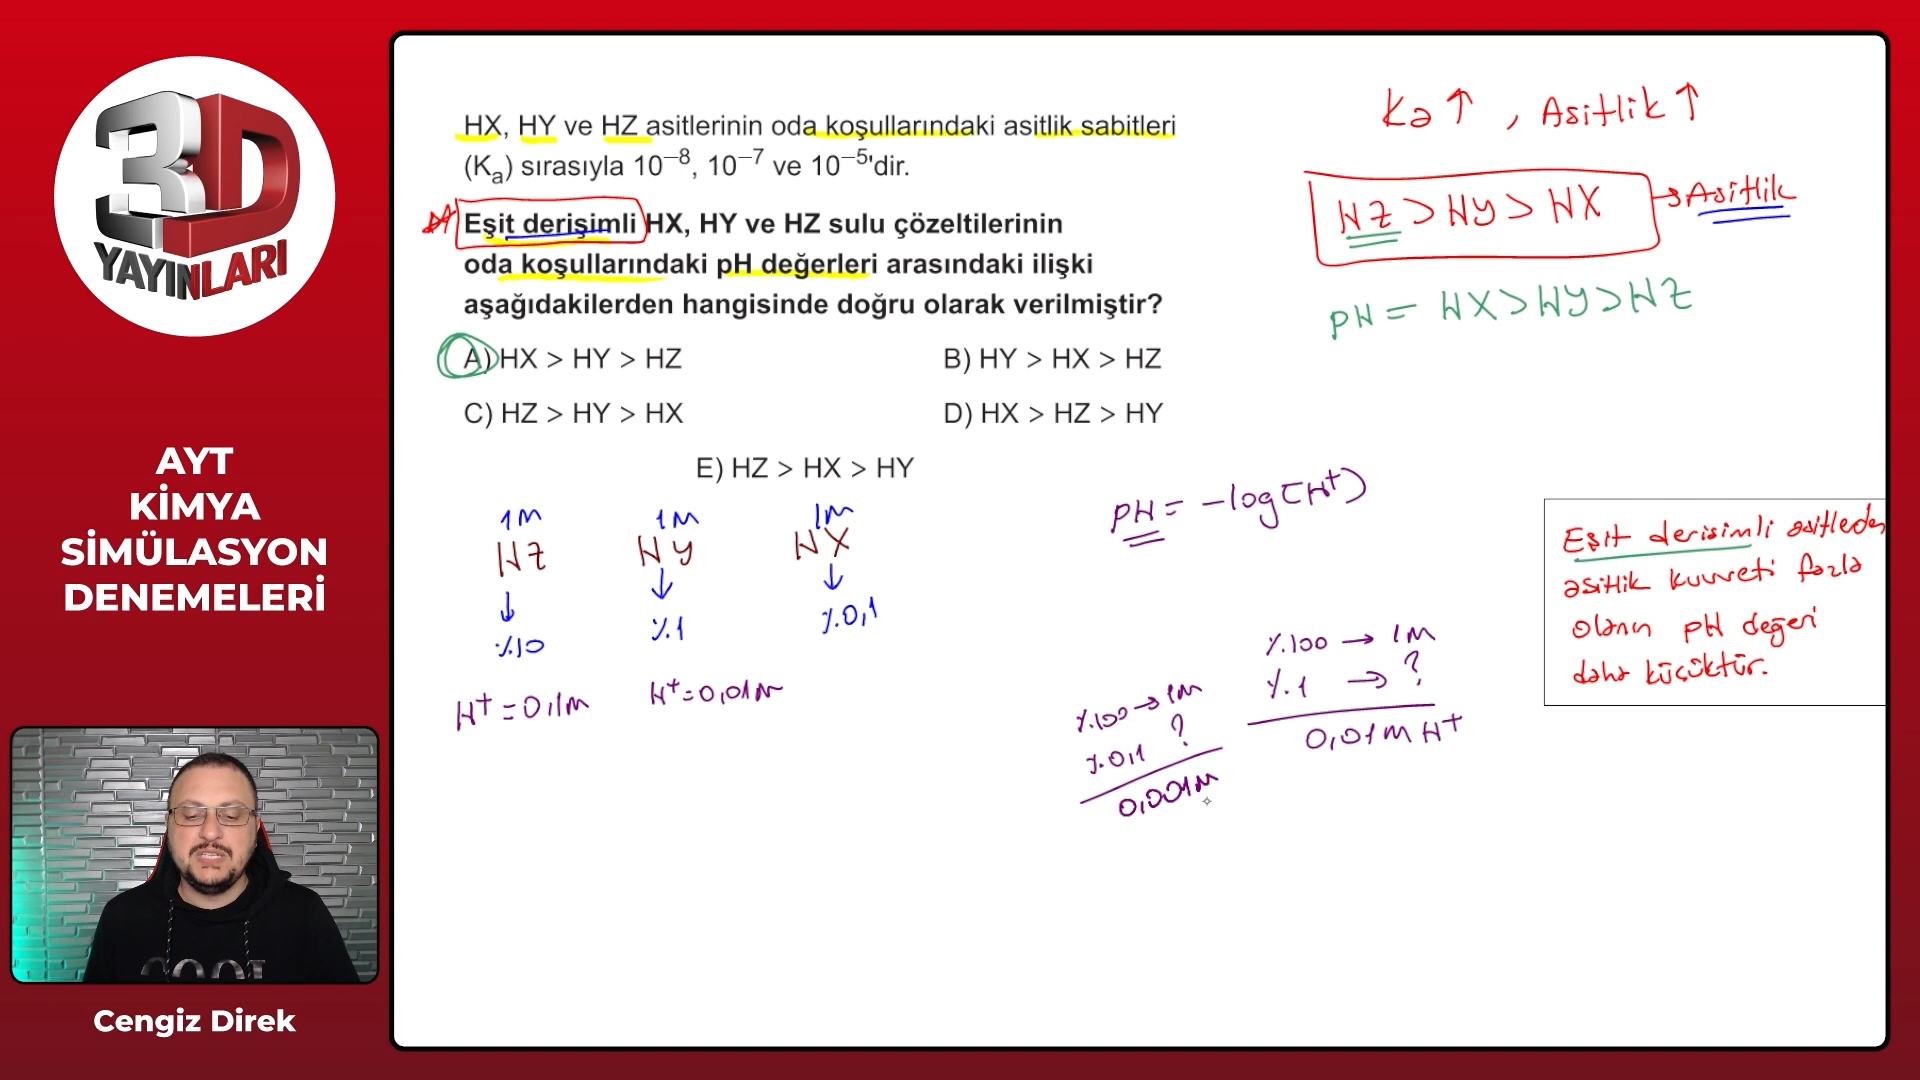 3D
YAYINLARI
AYT
KİMYA
SİMÜLASYON
DENEMELERİ
Cengiz Direk
HX, HY ve HZ asitlerinin oda koşullarındaki asitlik sabitleri
(Kₐ) sırasıyla 10⁻⁸, 10⁻⁷ ve 10⁻⁵'dir.
Eşit derişimli HX, HY ve HZ sulu çözeltilerinin
oda koşullarındaki pH değerleri arasındaki ilişki
aşağıdakilerden hangisinde doğru olarak verilmiştir?
A) HX > HY > HZ
B) HY > HX > HZ
C) HZ > HY > HX
D) HX > HZ > HY
E) HZ > HX > HY
Ka ↑ , Asitlik ↑
HZ > HY > HX → Asitlik
pH = HX > HY > HZ
1M 1M 1M
HZ HY HX
↓ ↓ ↓
%10 %1 %0,1
H⁺ = 0,1M H⁺ = 0,01M
pH = -log[H⁺)
%100 → 1M
%1 → ?
0,01M H⁺
%100 → 1M
%0,1 ?
0,001M
Eşit derişimli asitleden
asitlik kuvveti fazla
olanın pH değeri
daha küçüktür.
COOL